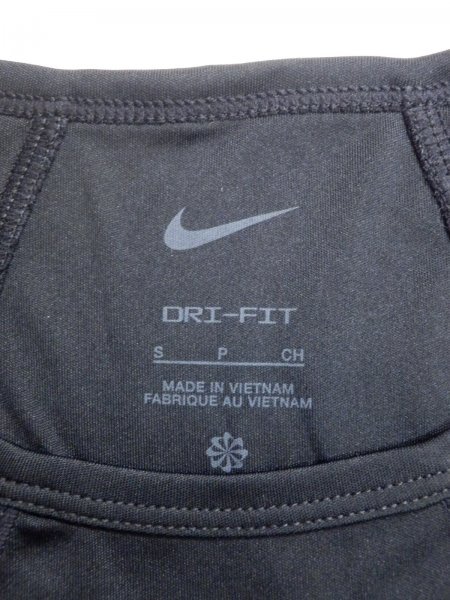 DRI-FIT
S P CH
MADE IN VIETNAM
FABRIQUE AU VIETNAM